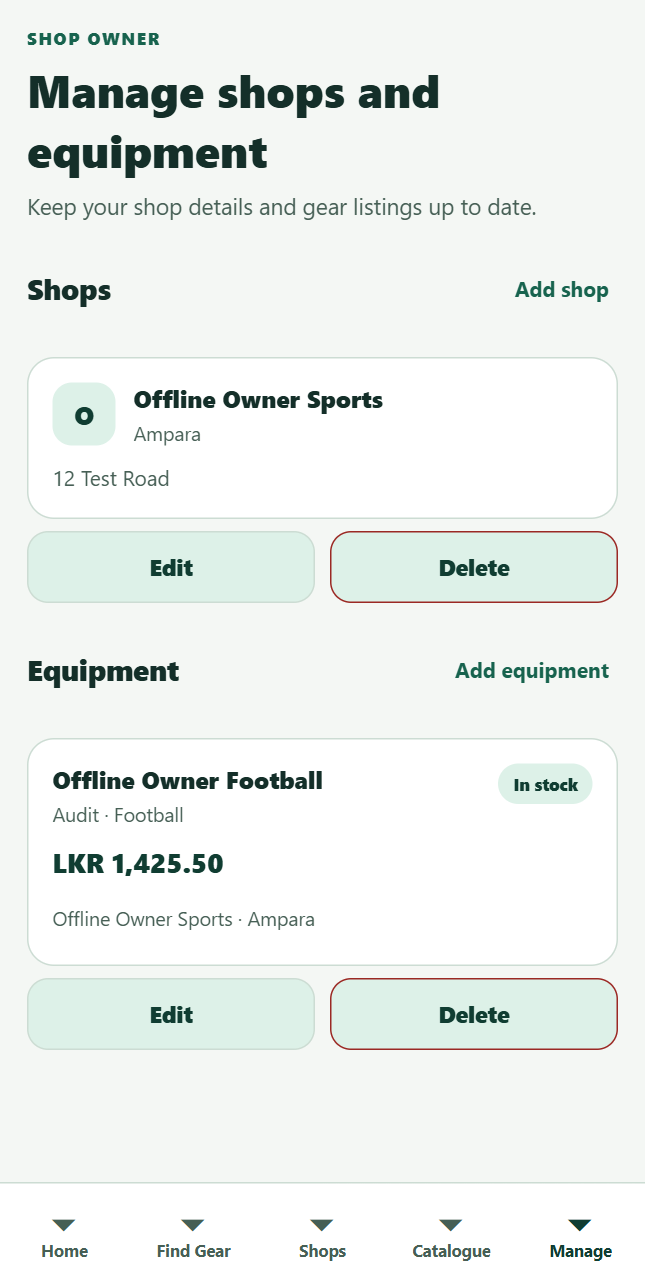 SHOP OWNER
Manage shops and
equipment
Keep your shop details and gear listings up to date.
Shops
Add shop
O
Offline Owner Sports
Ampara
12 Test Road
Edit
Delete
Equipment
Add equipment
Offline Owner Football
In stock
Audit · Football
LKR 1,425.50
Offline Owner Sports · Ampara
Edit
Delete
Home
Find Gear
Shops
Catalogue
Manage